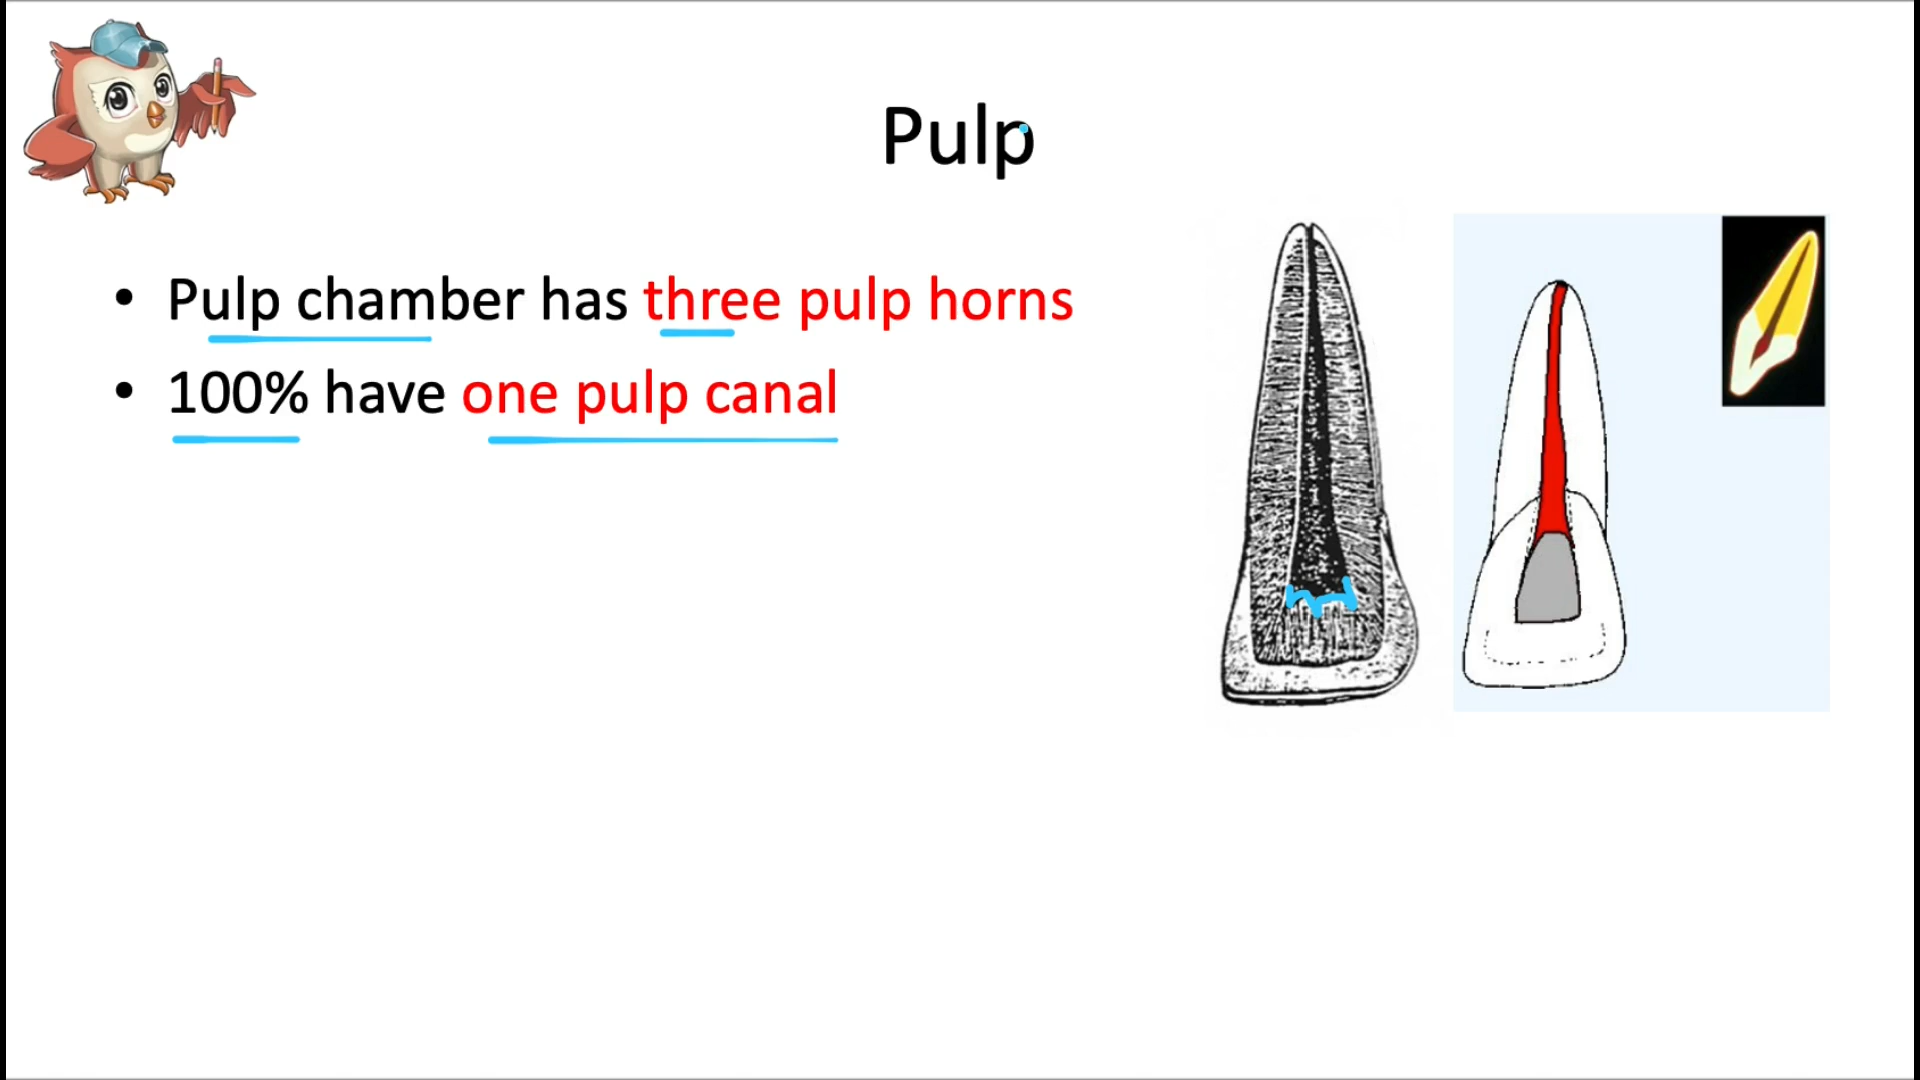 Pulp
• Pulp chamber has three pulp horns
• 100% have one pulp canal